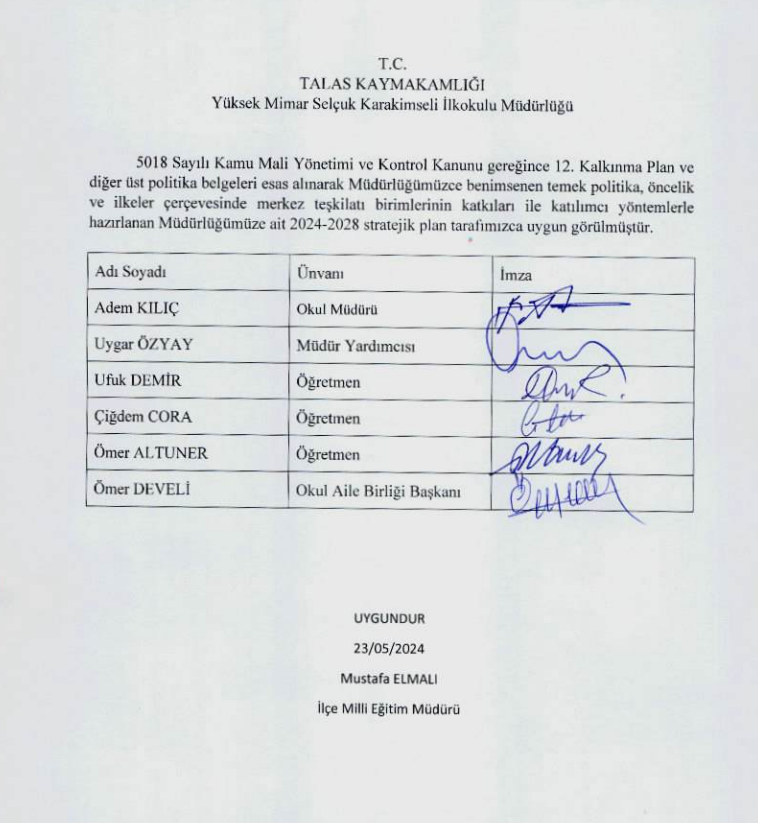 T.C.
TALAS KAYMAKAMLIĞI
Yüksek Mimar Selçuk Karakimseli İlkokulu Müdürlüğü
5018 Sayılı Kamu Mali Yönetimi ve Kontrol Kanunu gereğince 12. Kalkınma Plan ve
diğer üst politika belgeleri esas alınarak Müdürlüğümüzce benimsenen temek politika, öncelik
ve ilkeler çerçevesinde merkez teşkilatı birimlerinin katkıları ile katılımcı yöntemlerle
hazırlanan Müdürlüğümüze ait 2024-2028 stratejik plan tarafımızca uygun görülmüştür.
Adı Soyadı Ünvanı İmza
Adem KILIÇ Okul Müdürü
Uygar ÖZYAY Müdür Yardımcısı
Ufuk DEMİR Öğretmen
Çiğdem CORA Öğretmen
Ömer ALTUNER Öğretmen
Ömer DEVELİ Okul Aile Birliği Başkanı
UYGUNDUR
23/05/2024
Mustafa ELMALI
İlçe Milli Eğitim Müdürü